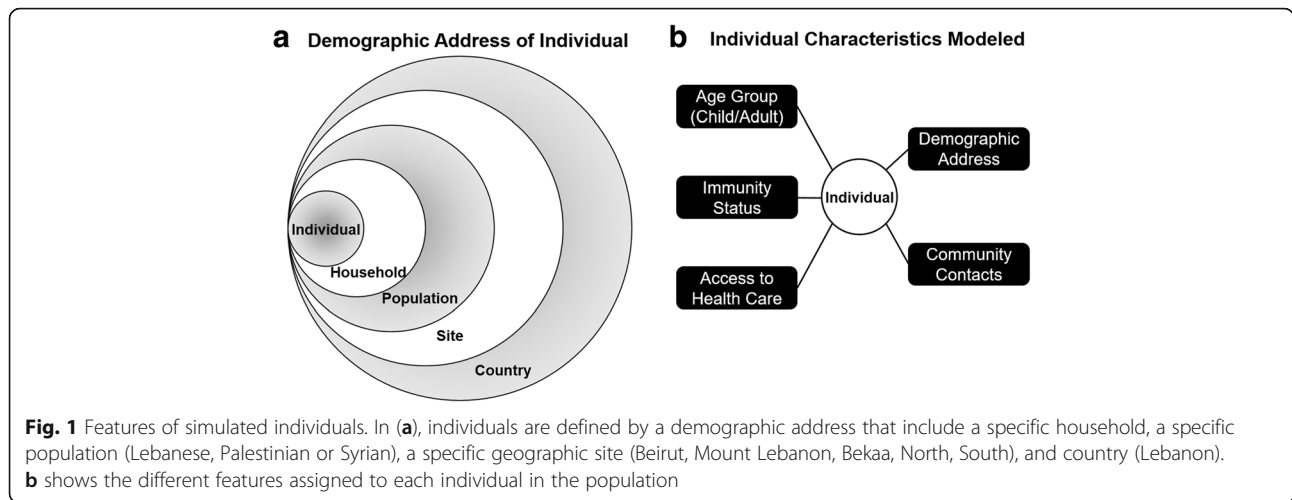 a Demographic Address of Individual
Individual
Household
Population
Site
Country
b Individual Characteristics Modeled
Age Group
(Child/Adult)
Immunity
Status
Access to
Health Care
Individual
Demographic
Address
Community
Contacts
Fig. 1 Features of simulated individuals. In (a), individuals are defined by a demographic address that include a specific household, a specific
population (Lebanese, Palestinian or Syrian), a specific geographic site (Beirut, Mount Lebanon, Bekaa, North, South), and country (Lebanon).
b shows the different features assigned to each individual in the population